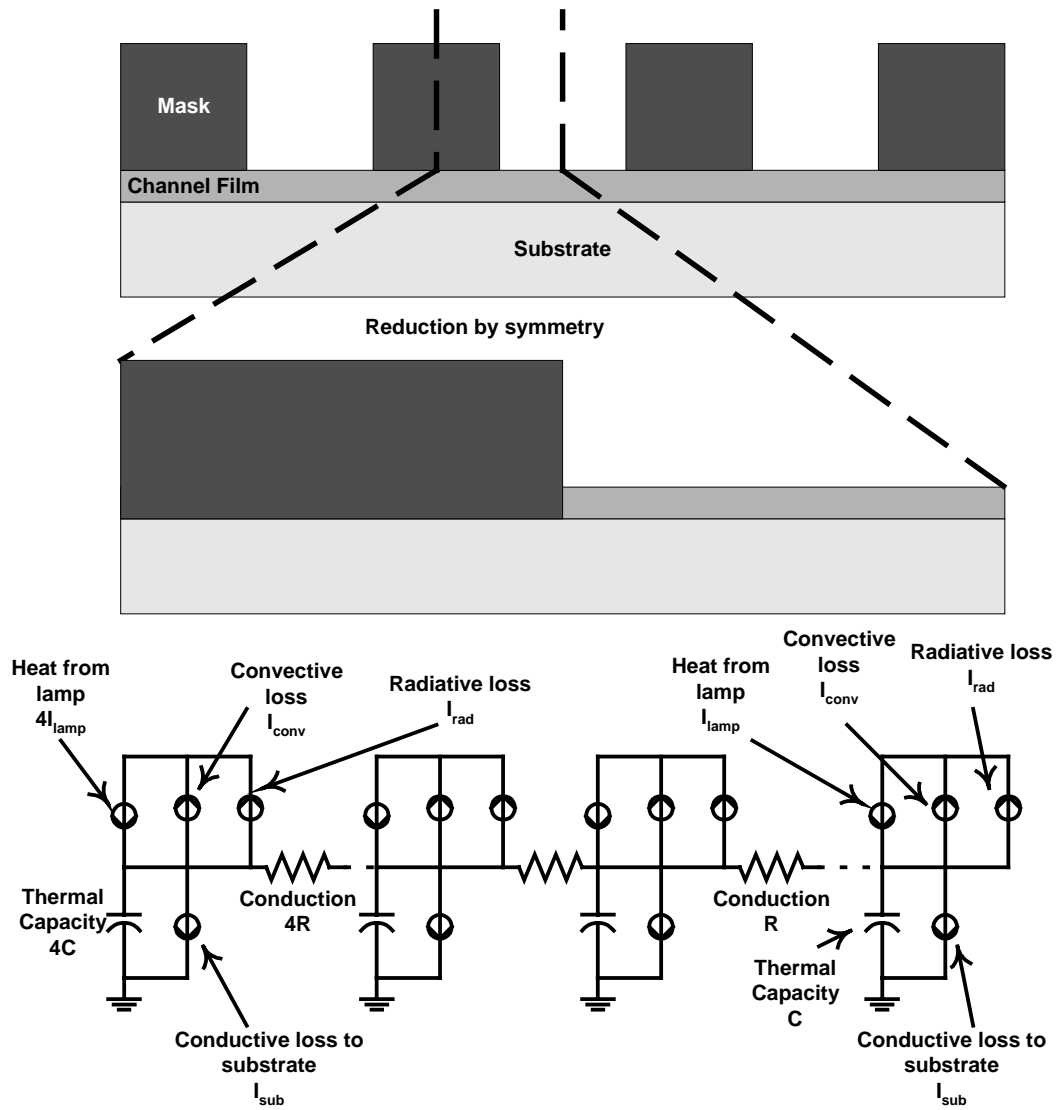 Mask
Channel Film
Substrate
Reduction by symmetry
Heat from
lamp
4I_lamp
Convective
loss
I_conv
Radiative loss
I_rad
Heat from
lamp
I_lamp
Convective
loss
I_conv
Radiative loss
I_rad
Thermal
Capacity
4C
Conduction
4R
Conduction
R
Thermal
Capacity
C
Conductive loss to
substrate
I_sub
Conductive loss to
substrate
I_sub